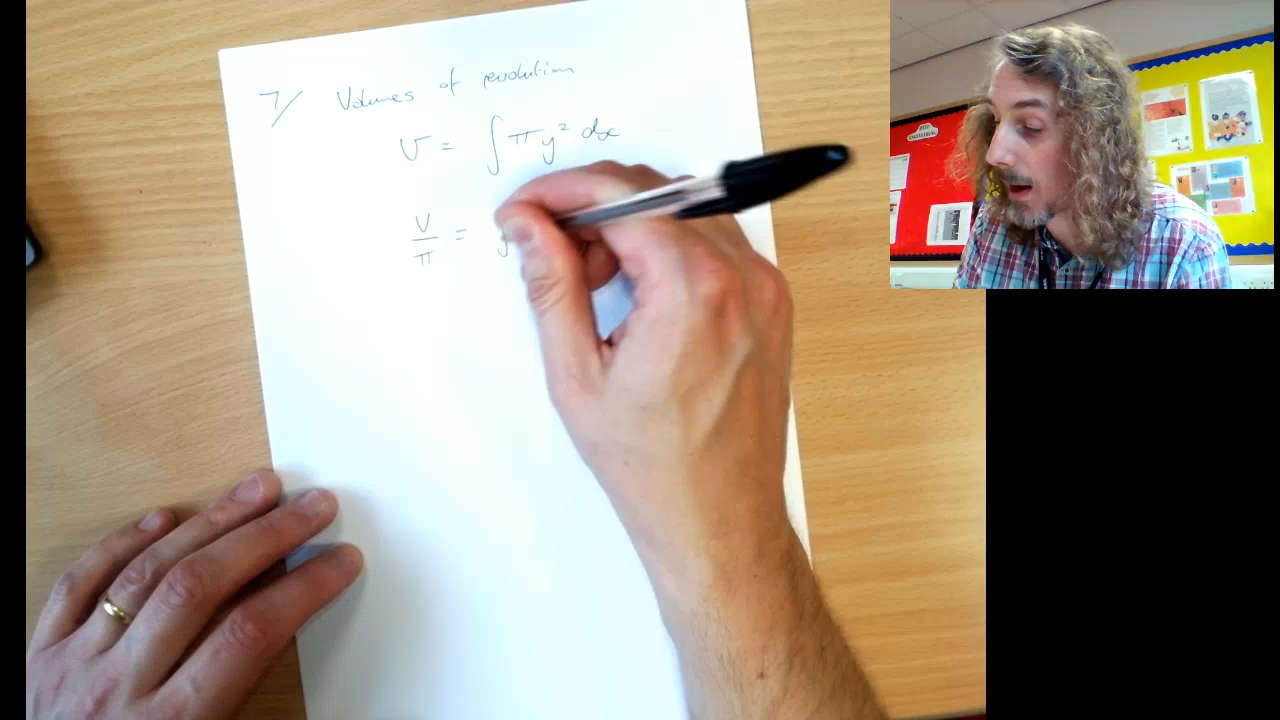 7/ Volumes of revolution
V = ∫ π y² dx
V/π =